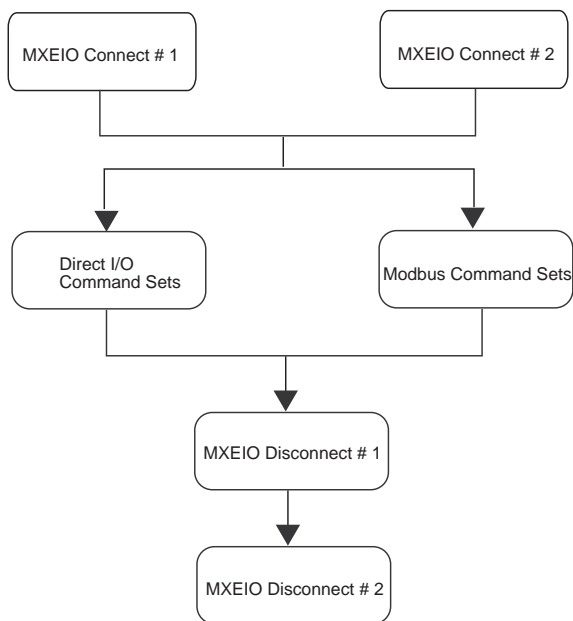 MXEIO Connect # 1
MXEIO Connect # 2
Direct I/O
Command Sets
Modbus Command Sets
MXEIO Disconnect # 1
MXEIO Disconnect # 2